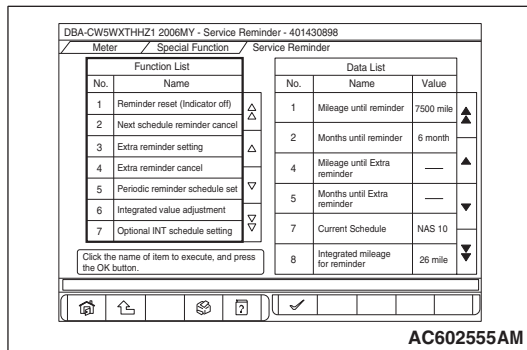 DBA-CW5WXTHHZ1 2006MY - Service Reminder - 401430898
Meter / Special Function / Service Reminder
Function List
No. Name
1 Reminder reset (Indicator off)
2 Next schedule reminder cancel
3 Extra reminder setting
4 Extra reminder cancel
5 Periodic reminder schedule set
6 Integrated value adjustment
7 Optional INT schedule setting
Click the name of item to execute, and press
the OK button.
Data List
No. Name Value
1 Mileage until reminder 7500 mile
2 Months until reminder 6 month
4 Mileage until Extra
reminder
5 Months until Extra
reminder
7 Current Schedule NAS 10
8 Integrated mileage
for reminder 26 mile
?
AC602555AM